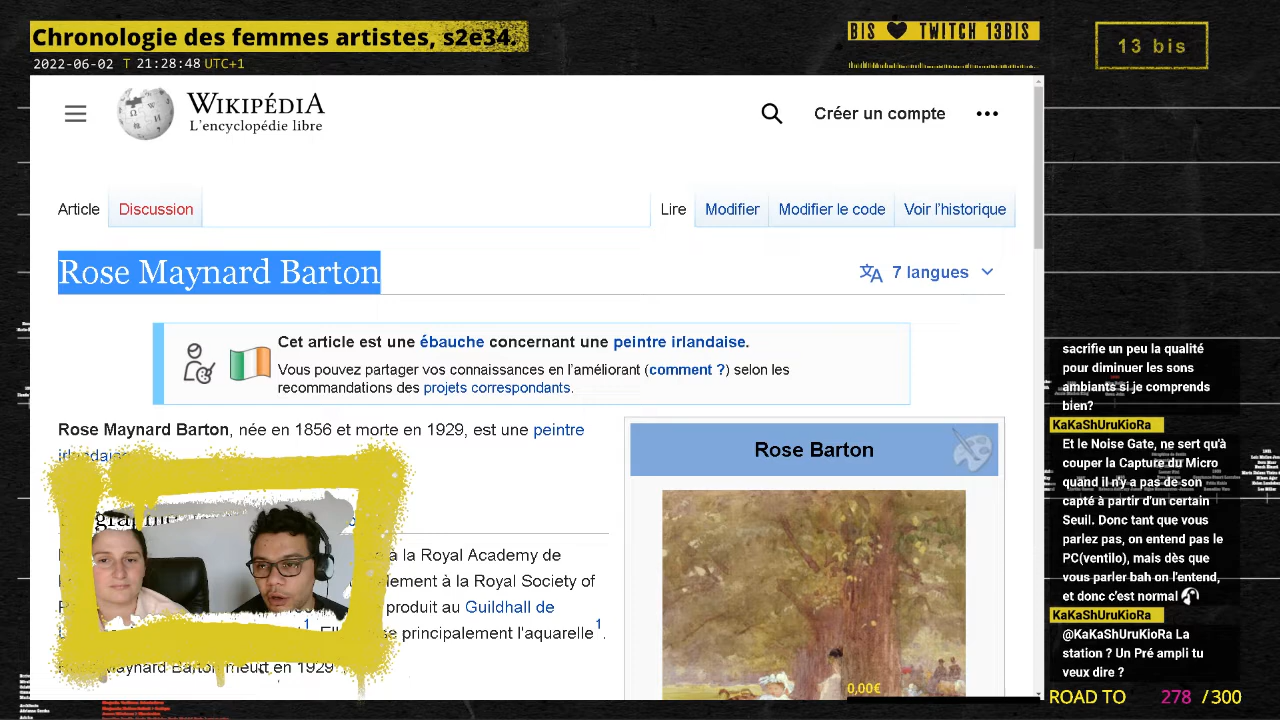 Chronologie des femmes artistes, s2e34.
2022-06-02 T 21:28:48 UTC+1
BIS TWITCH 13BIS
13 bis
WIKIPÉDIA
L'encyclopédie libre
Créer un compte
Article Discussion Lire Modifier Modifier le code Voir l'historique
Rose Maynard Barton
7 langues
Cet article est une ébauche concernant une peintre irlandaise.
Vous pouvez partager vos connaissances en l'améliorant (comment ?) selon les
recommandations des projets correspondants.
Rose Maynard Barton, née en 1856 et morte en 1929, est une peintre
irlandaise
à la Royal Academy de
lement à la Royal Society of
produit au Guildhall de
se principalement l'aquarelle 1.
Maynard Barton meurt en 1929
Rose Barton
0,00€
sacrifie un peu la qualité
pour diminuer les sons
ambiants si je comprends
bien?
KaKaShUruKioRa
Et le Noise Gate, ne sert qu'à
couper la Capture du Micro
quand il n'y a pas de son
capté à partir d'un certain
Seuil. Donc tant que vous
parlez pas, on entend pas le
PC(ventilo), mais dès que
vous parler bah on l'entend,
et donc c'est normal
KaKaShUruKioRa
@KaKaShUruKioRa La
station ? Un Pré ampli tu
veux dire ?
ROAD TO 278 / 300